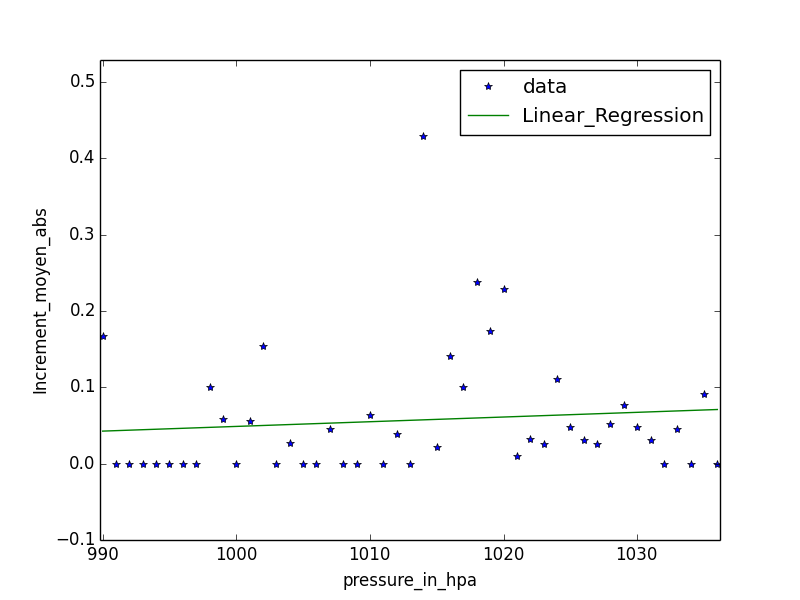 0.5
0.4
0.3
0.2
0.1
0.0
−0.1
990 1000 1010 1020 1030
Increment_moyen_abs
pressure_in_hpa
data
Linear_Regression